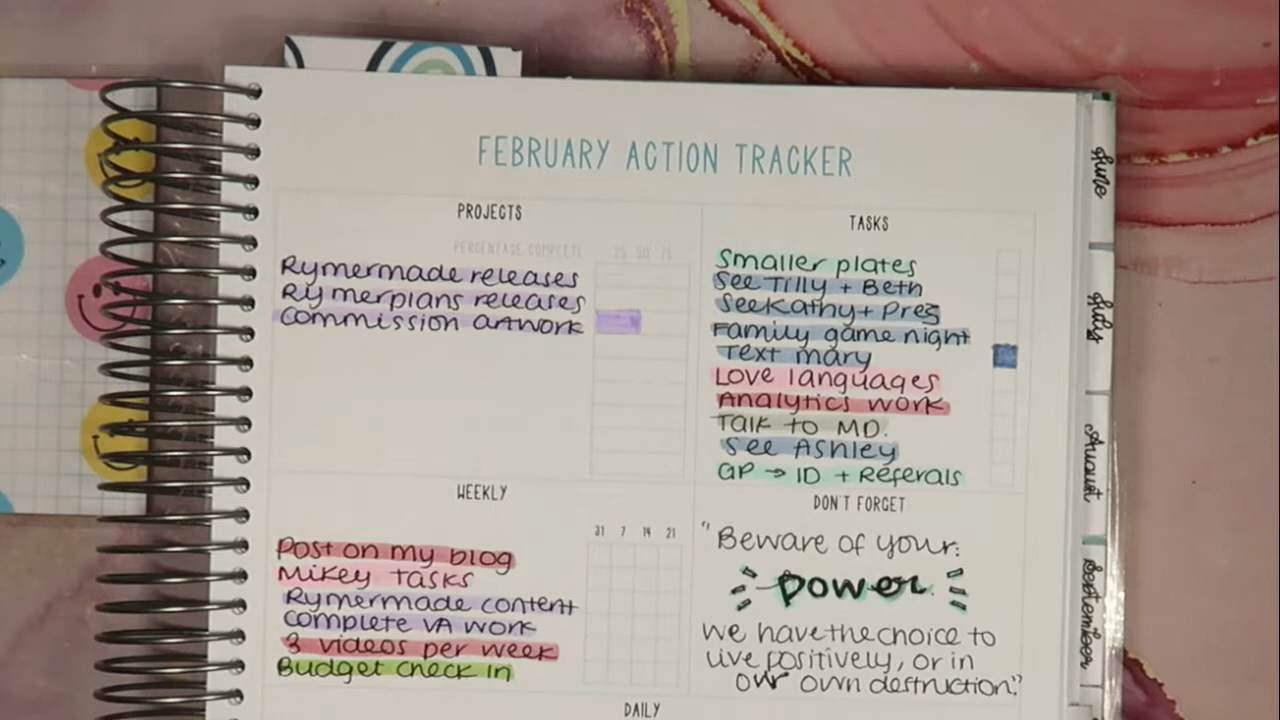 FEBRUARY ACTION TRACKER
PROJECTS
PERCENTAGE COMPLETE 25 50 75
Rymermade releases
Rymerplans releases
Commission artwork
TASKS
Smaller plates
See Tilly + Beth
See Kathy + Pres
Family game night
Text mary
Love languages
Analytics work
Talk to MD.
See Ashley
GP → ID + Referals
WEEKLY
31 7 14 21
Post on my blog
Mikey tasks
Rymermade content
Complete VA work
3 videos per week
Budget check in
DON'T FORGET
"Beware of your:
power
we have the choice to
live positively, or in
our own destruction."
DAILY
June
July
August
September